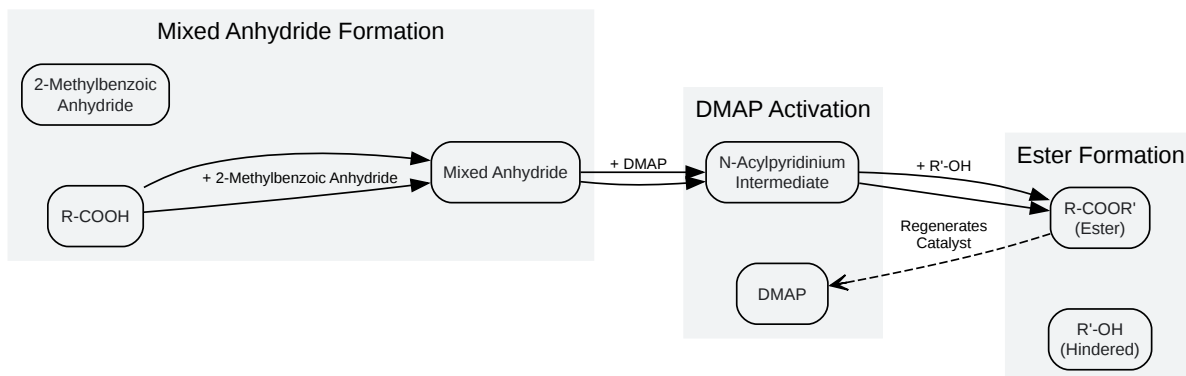 Mixed Anhydride Formation
2-Methylbenzoic
Anhydride
R-COOH
+ 2-Methylbenzoic Anhydride
Mixed Anhydride
+ DMAP
DMAP Activation
N-Acylpyridinium
Intermediate
DMAP
+ R'-OH
Regenerates
Catalyst
Ester Formation
R-COOR'
(Ester)
R'-OH
(Hindered)